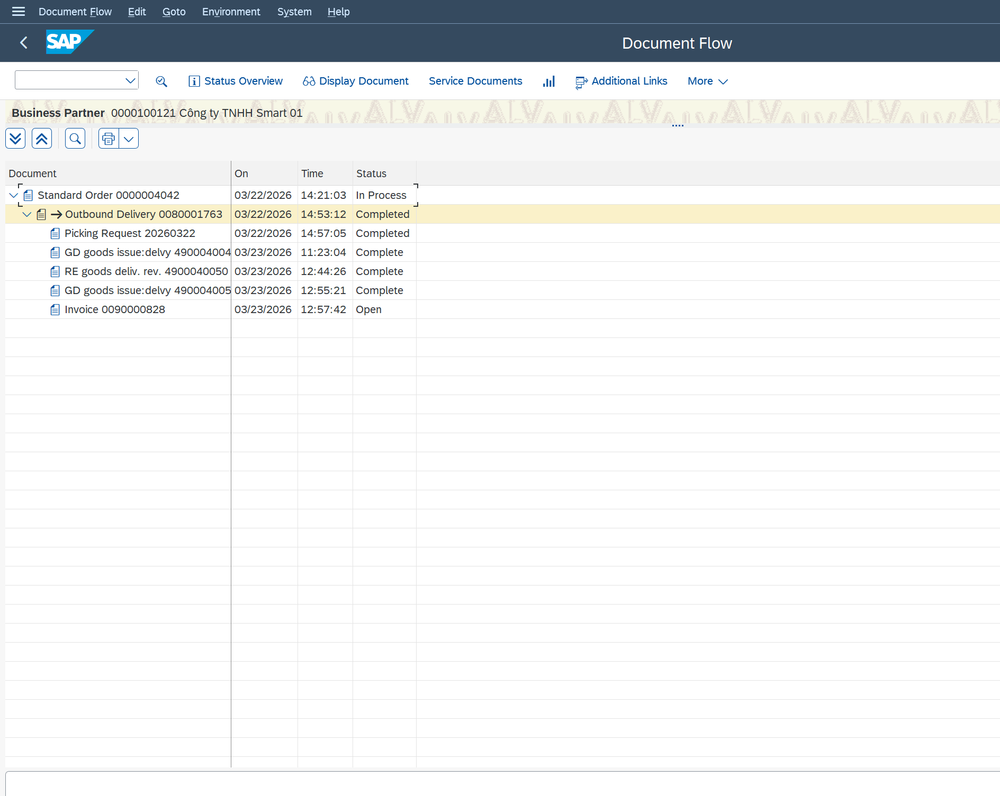 Document Flow Edit Goto Environment System Help
SAP Document Flow
Status Overview Display Document Service Documents Additional Links More
Business Partner 0000100121 Công ty TNHH Smart 01
Document On Time Status
Standard Order 0000004042 03/22/2026 14:21:03 In Process
Outbound Delivery 0080001763 03/22/2026 14:53:12 Completed
Picking Request 20260322 03/22/2026 14:57:05 Completed
GD goods issue:delvy 490004004 03/23/2026 11:23:04 Complete
RE goods deliv. rev. 4900040050 03/23/2026 12:44:26 Complete
GD goods issue:delvy 490004005 03/23/2026 12:55:21 Complete
Invoice 0090000828 03/23/2026 12:57:42 Open